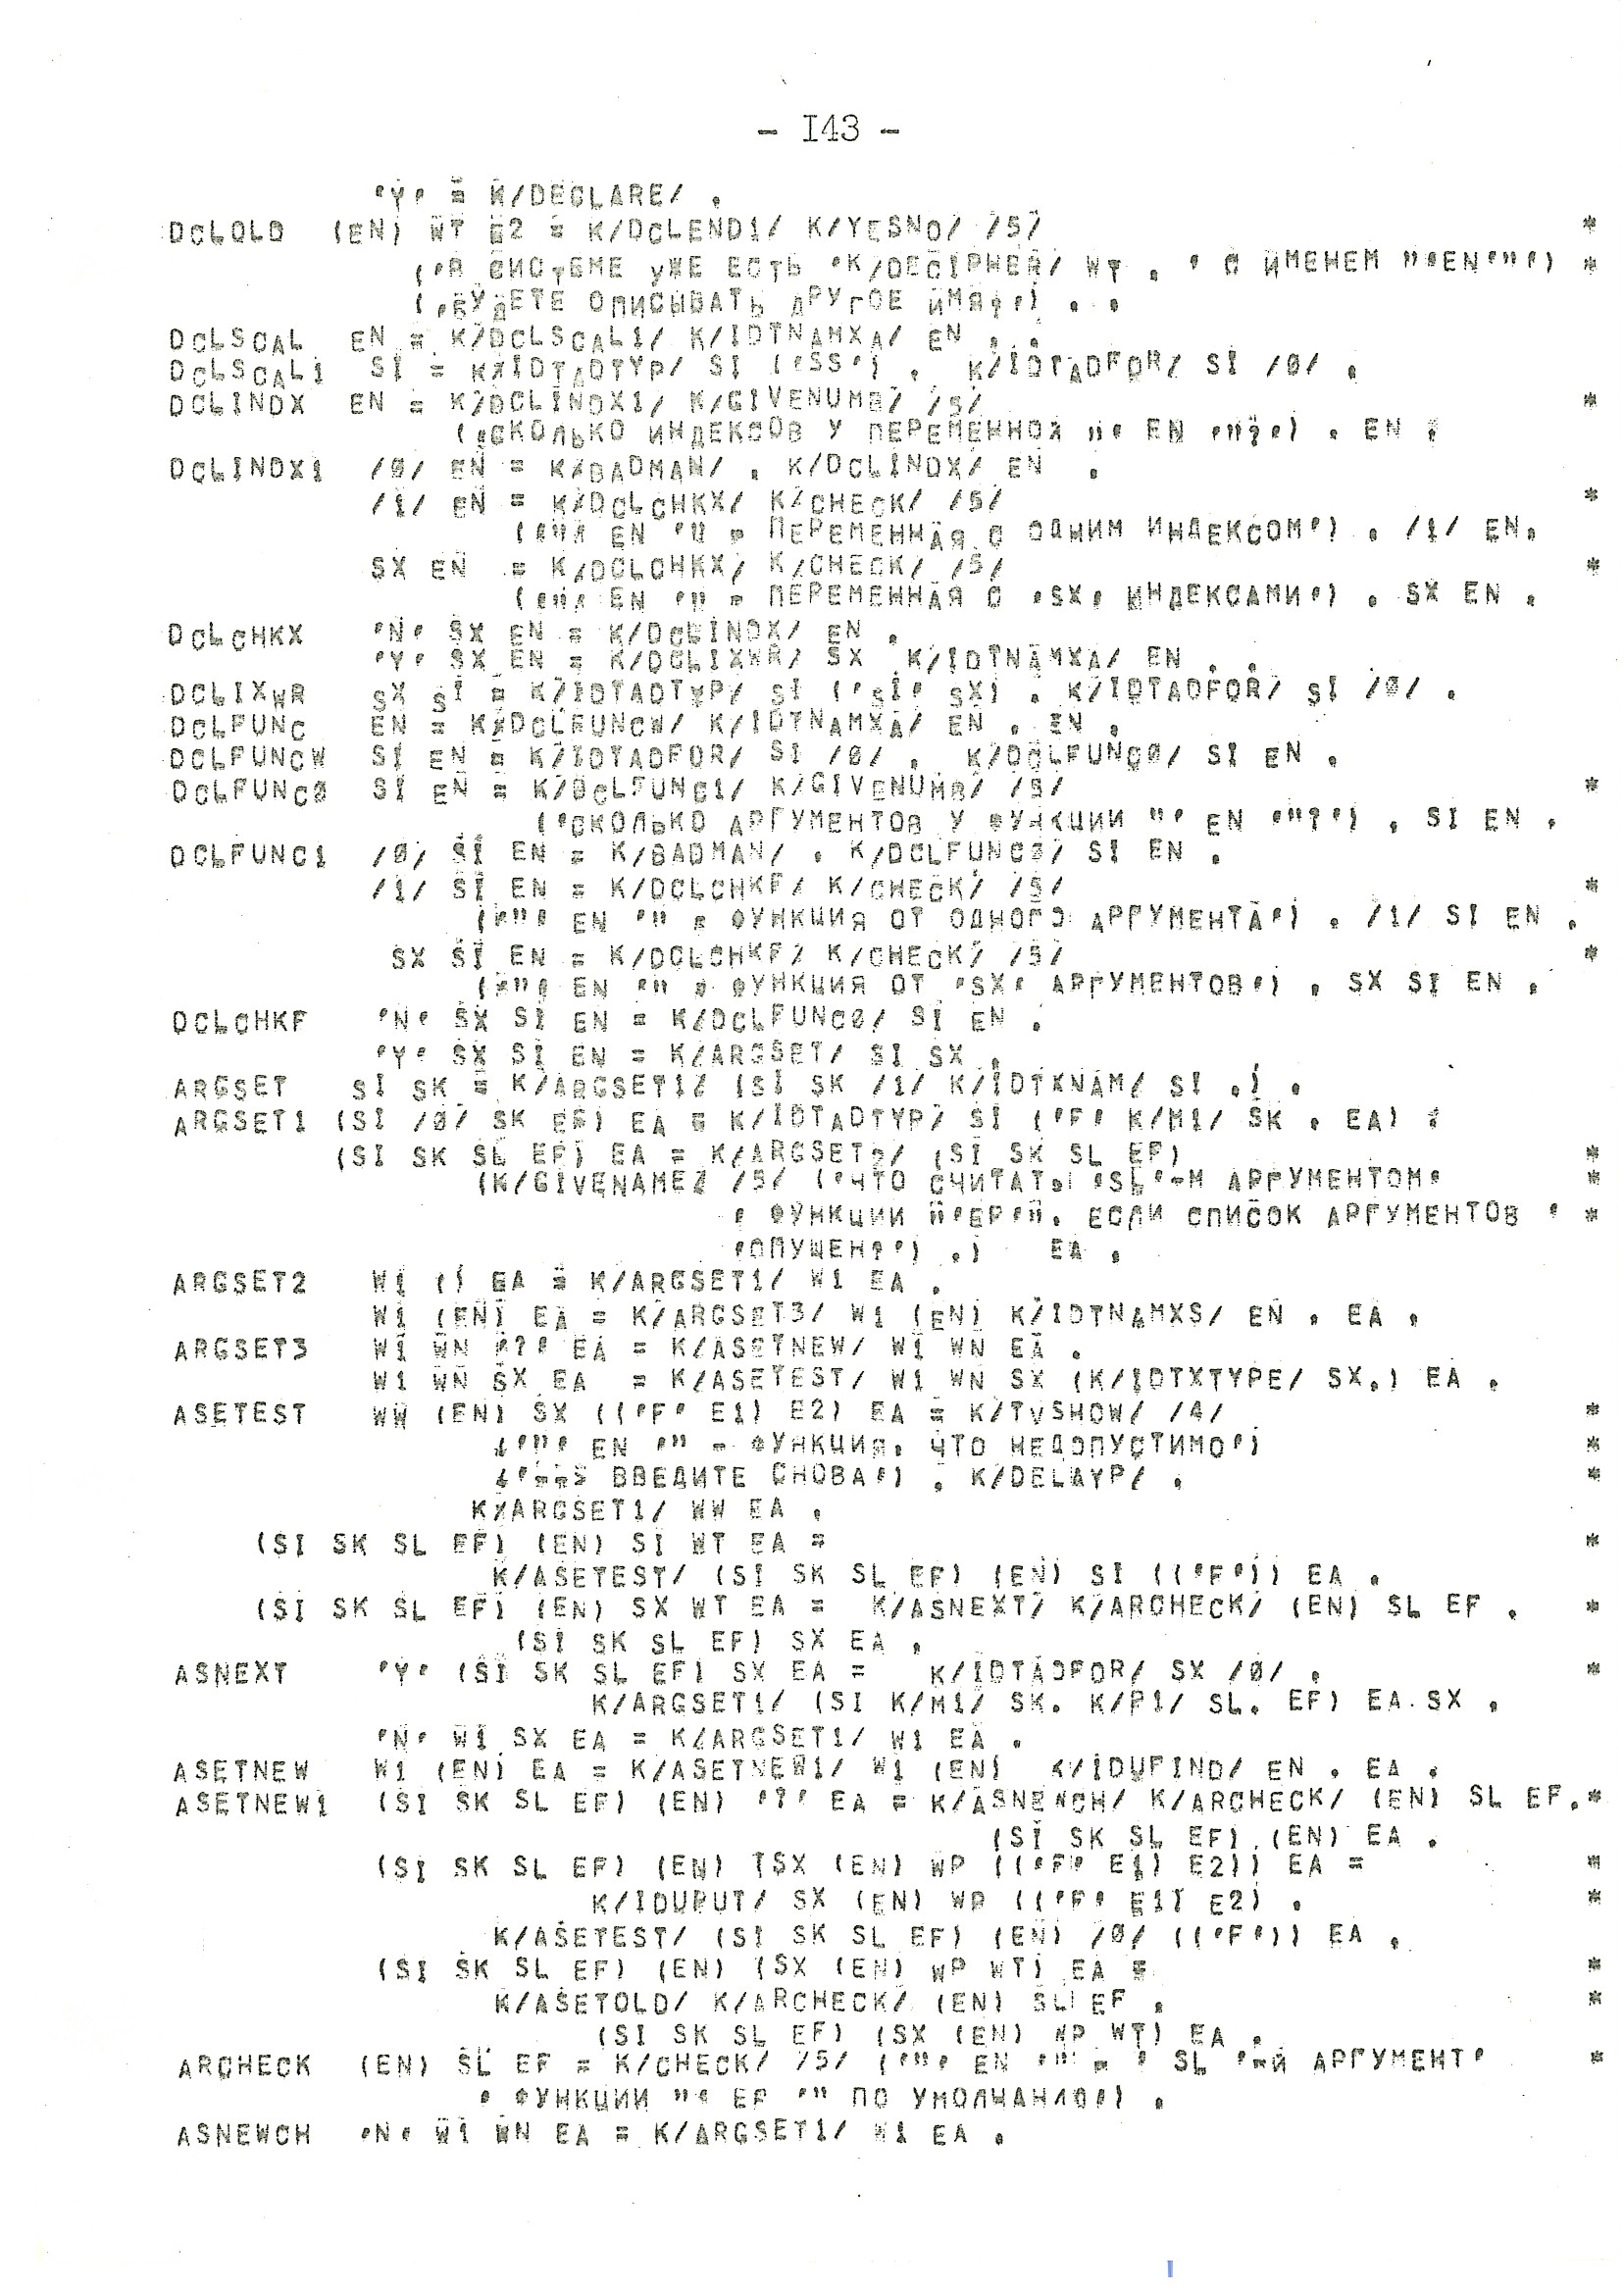 - I43 -
'Y' = K/DECLARE/ .
DCLOLD (EN) WT E2 = K/DCLEND1/ K/YESNO/ /5/ *
('В СИСТЕМЕ УЖЕ ЕСТЬ 'K/DECIPHER/ WT . ' С ИМЕНЕМ "'EN'"') *
('БУДЕТЕ ОПИСЫВАТЬ ДРУГОЕ ИМЯ?') . .
DCLSCAL EN = K/DCLSCAL1/ K/IDTNAMXA/ EN . .
DCLSCAL1 SI = K/IDTADTYP/ SI ('SS') . K/IDTADFOR/ SI /0/ .
DCLINDX EN = K/DCLINDX1/ K/GIVENUMB/ /5/ *
('СКОЛЬКО ИНДЕКСОВ У ПЕРЕМЕННОЙ "' EN '"?') . EN .
DCLINDX1 /0/ EN = K/BADMAN/ . K/DCLINDX/ EN .
/1/ EN = K/DCLCHKX/ K/CHECK/ /5/ *
('"' EN '" - ПЕРЕМЕННАЯ С ОДНИМ ИНДЕКСОМ') . /1/ EN.
SX EN = K/DCLCHKX/ K/CHECK/ /5/ *
('"' EN '" - ПЕРЕМЕННАЯ С 'SX' ИНДЕКСАМИ') . SX EN .
DCLCHKX 'N' SX EN = K/DCLINDX/ EN .
'Y' SX EN = K/DCLIXWR/ SX K/IDTNAMXA/ EN . .
DCLIXWR SX SI = K/IDTADTYP/ SI ('SI' SX) . K/IDTADFOR/ SI /0/ .
DCLFUNC EN = K/DCLFUNCW/ K/IDTNAMXA/ EN . EN .
DCLFUNCW SI EN = K/IDTADFOR/ SI /0/ . K/DCLFUNC0/ SI EN .
DCLFUNC0 SI EN = K/DCLFUNC1/ K/GIVENUMB/ /5/ *
('СКОЛЬКО АРГУМЕНТОВ У ФУНКЦИИ "' EN '"?') . SI EN .
DCLFUNC1 /0/ SI EN = K/BADMAN/ . K/DCLFUNC0/ SI EN .
/1/ SI EN = K/DCLCHKF/ K/CHECK/ /5/ *
('"' EN '" - ФУНКЦИЯ ОТ ОДНОГО АРГУМЕНТА') . /1/ SI EN .
SX SI EN = K/DCLCHKF/ K/CHECK/ /5/ *
('"' EN '" - ФУНКЦИЯ ОТ 'SX' АРГУМЕНТОВ') . SX SI EN .
DCLCHKF 'N' SX SI EN = K/DCLFUNC0/ SI EN .
'Y' SX SI EN = K/ARGSET/ SI SX .
ARGSET SI SK = K/ARGSET1/ (SI SK /1/ K/IDTXNAM/ SI .) .
ARGSET1 (SI /0/ SK EF) EA = K/IDTADTYP/ SI ('F' K/M1/ SK . EA) .
(SI SK SL EF) EA = K/ARGSET2/ (SI SK SL EF) *
(K/GIVENAME/ /5/ ('ЧТО СЧИТАТЬ 'SL'-М АРГУМЕНТОМ' *
' ФУНКЦИИ "'EF'", ЕСЛИ СПИСОК АРГУМЕНТОВ ' *
'ОПУЩЕН?') .) EA .
ARGSET2 W1 () EA = K/ARGSET1/ W1 EA .
W1 (EN) EA = K/ARGSET3/ W1 (EN) K/IDTNAMXS/ EN . EA .
ARGSET3 W1 WN '?' EA = K/ASETNEW/ W1 WN EA .
W1 WN SX EA = K/ASETEST/ W1 WN SX (K/IDTXTYPE/ SX.) EA .
ASETEST WW (EN) SX (('F' E1) E2) EA = K/TVSHOW/ /4/ *
('"' EN '" - ФУНКЦИЯ, ЧТО НЕДОПУСТИМО') *
('==> ВВЕДИТЕ СНОВА') . K/DELAYP/ . *
K/ARGSET1/ WW EA .
(SI SK SL EF) (EN) SI WT EA = *
K/ASETEST/ (SI SK SL EF) (EN) SI (('F')) EA .
(SI SK SL EF) (EN) SX WT EA = K/ASNEXT/ K/ARCHECK/ (EN) SL EF . *
(SI SK SL EF) SX EA .
ASNEXT 'Y' (SI SK SL EF) SX EA = K/IDTADFOR/ SX /0/ . *
K/ARGSET1/ (SI K/M1/ SK. K/P1/ SL. EF) EA SX .
'N' W1 SX EA = K/ARGSET1/ W1 EA .
ASETNEW W1 (EN) EA = K/ASETNEW1/ W1 (EN) K/IDUFIND/ EN . EA .
ASETNEW1 (SI SK SL EF) (EN) '?' EA = K/ASNEWCH/ K/ARCHECK/ (EN) SL EF.*
(SI SK SL EF) (EN) EA .
(SI SK SL EF) (EN) (SX (EN) WP (('F' E1) E2)) EA = *
K/IDUPUT/ SX (EN) WP (('F' E1) E2) . *
K/ASETEST/ (SI SK SL EF) (EN) /0/ (('F')) EA .
(SI SK SL EF) (EN) (SX (EN) WP WT) EA = *
K/ASETOLD/ K/ARCHECK/ (EN) SL EF . *
(SI SK SL EF) (SX (EN) WP WT) EA .
ARCHECK (EN) SL EF = K/CHECK/ /5/ ('"' EN '" - ' SL '-Й АРГУМЕНТ' *
' ФУНКЦИИ "' EF '" ПО УМОЛЧАНИЮ') .
ASNEWCH 'N' W1 WN EA = K/ARGSET1/ W1 EA .